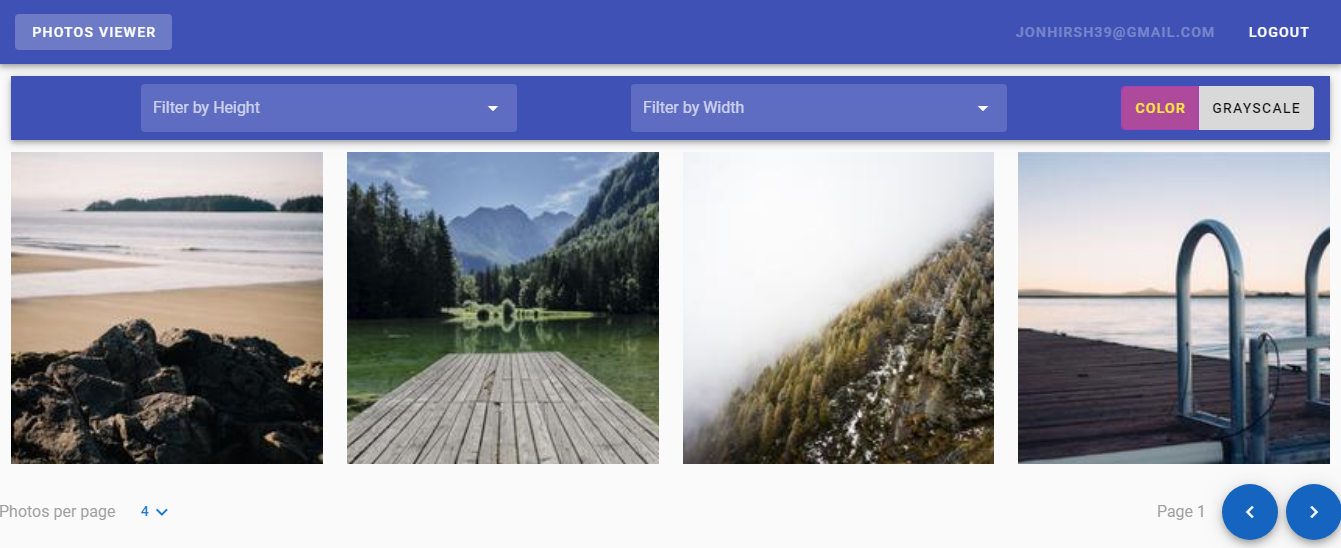 PHOTOS VIEWER JONHIRSH39@GMAIL.COM LOGOUT
Filter by Height Filter by Width COLOR GRAYSCALE
Photos per page 4 Page 1